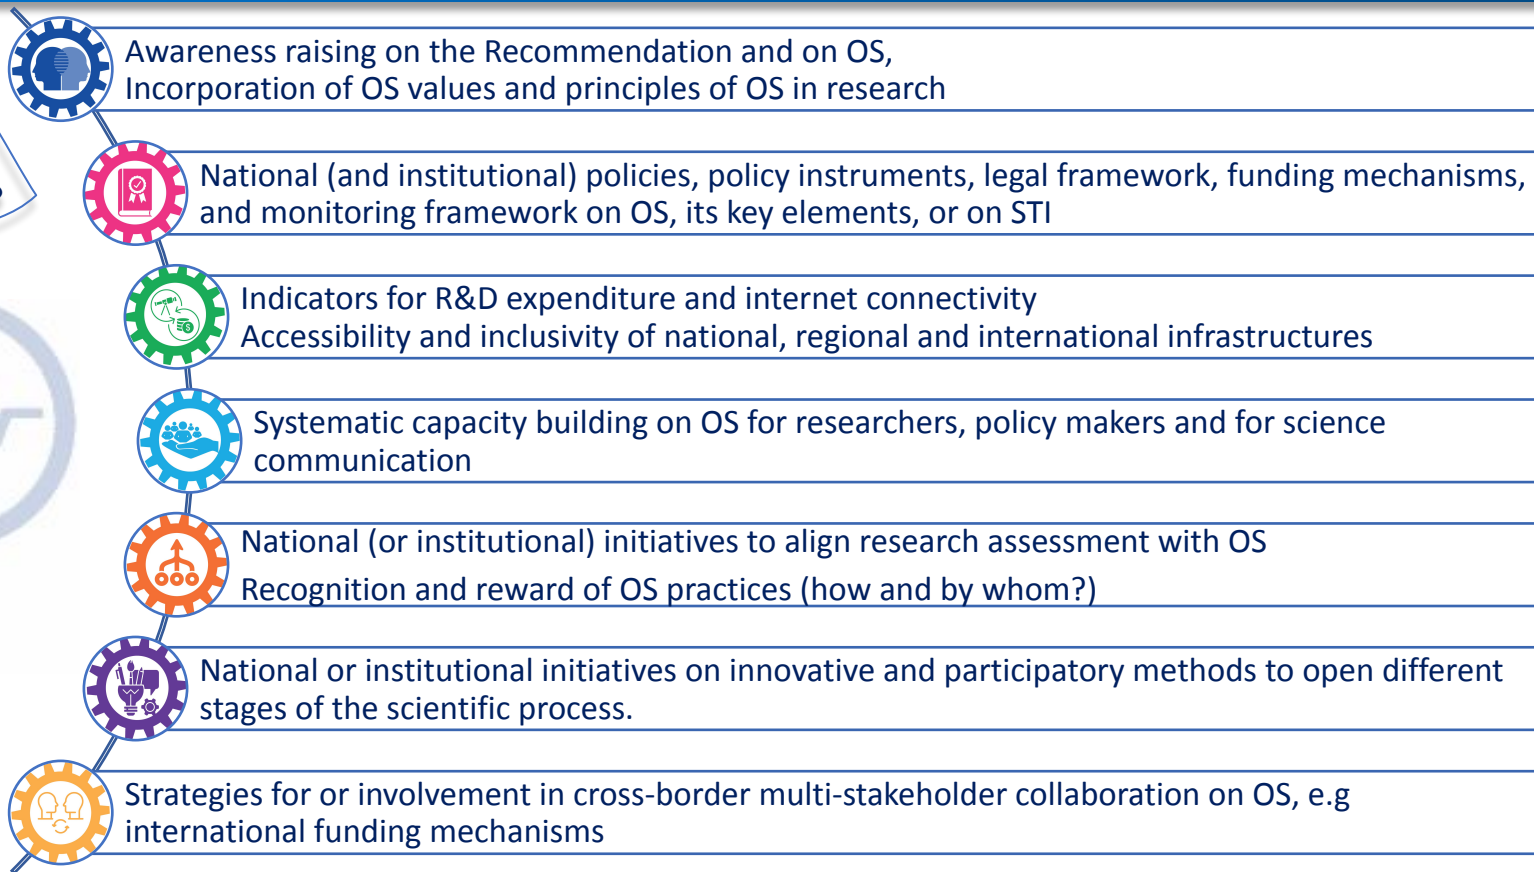 Awareness raising on the Recommendation and on OS,
Incorporation of OS values and principles of OS in research
National (and institutional) policies, policy instruments, legal framework, funding mechanisms,
and monitoring framework on OS, its key elements, or on STI
Indicators for R&D expenditure and internet connectivity
Accessibility and inclusivity of national, regional and international infrastructures
Systematic capacity building on OS for researchers, policy makers and for science
communication
National (or institutional) initiatives to align research assessment with OS
Recognition and reward of OS practices (how and by whom?)
National or institutional initiatives on innovative and participatory methods to open different
stages of the scientific process.
Strategies for or involvement in cross-border multi-stakeholder collaboration on OS, e.g
international funding mechanisms